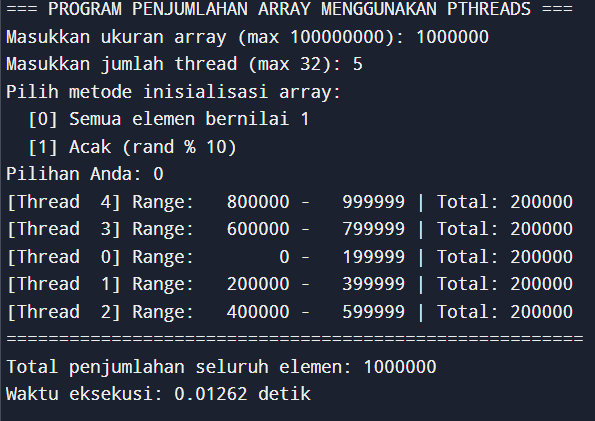 === PROGRAM PENJUMLAHAN ARRAY MENGGUNAKAN PTHREADS ===
Masukkan ukuran array (max 100000000): 1000000
Masukkan jumlah thread (max 32): 5
Pilih metode inisialisasi array:
  [0] Semua elemen bernilai 1
  [1] Acak (rand % 10)
Pilihan Anda: 0
[Thread  4] Range:   800000 -   999999 | Total: 200000
[Thread  3] Range:   600000 -   799999 | Total: 200000
[Thread  0] Range:        0 -   199999 | Total: 200000
[Thread  1] Range:   200000 -   399999 | Total: 200000
[Thread  2] Range:   400000 -   599999 | Total: 200000
=======================================================
Total penjumlahan seluruh elemen: 1000000
Waktu eksekusi: 0.01262 detik